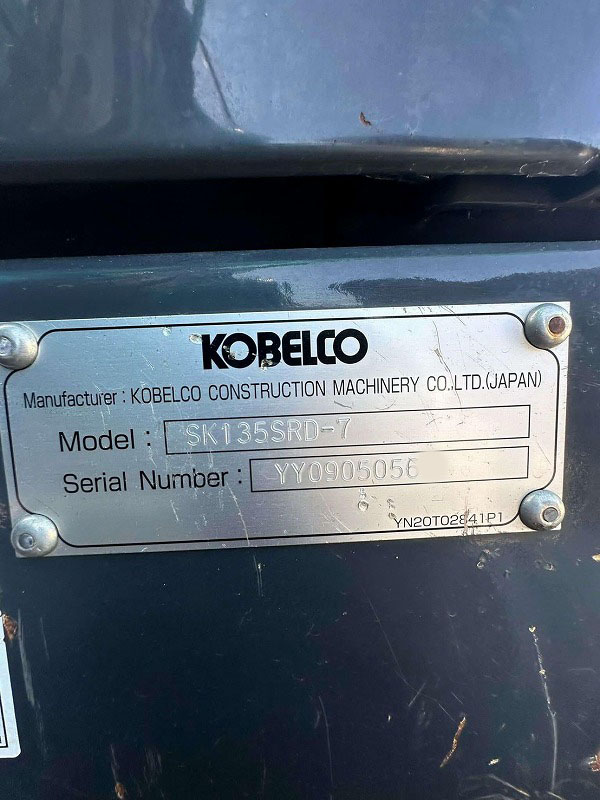 KOBELCO
Manufacturer : KOBELCO CONSTRUCTION MACHINERY CO.,LTD.(JAPAN)
Model : SK135SRD-7
Serial Number : YY0905056
YN20T02841P1